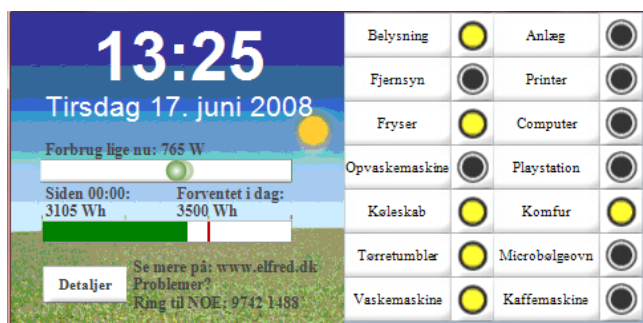 13:25
Tirsdag 17. juni 2008
Forbrug lige nu: 765 W
Siden 00:00: Forventet i dag:
3105 Wh 3500 Wh
Detaljer
Se mere på: www.elfred.dk
Problemer?
Ring til NOE: 9742 1488
Belysning Anlæg
Fjernsyn Printer
Fryser Computer
Opvaskemaskine Playstation
Køleskab Komfur
Tørretumbler Microbølgeovn
Vaskemaskine Kaffemaskine